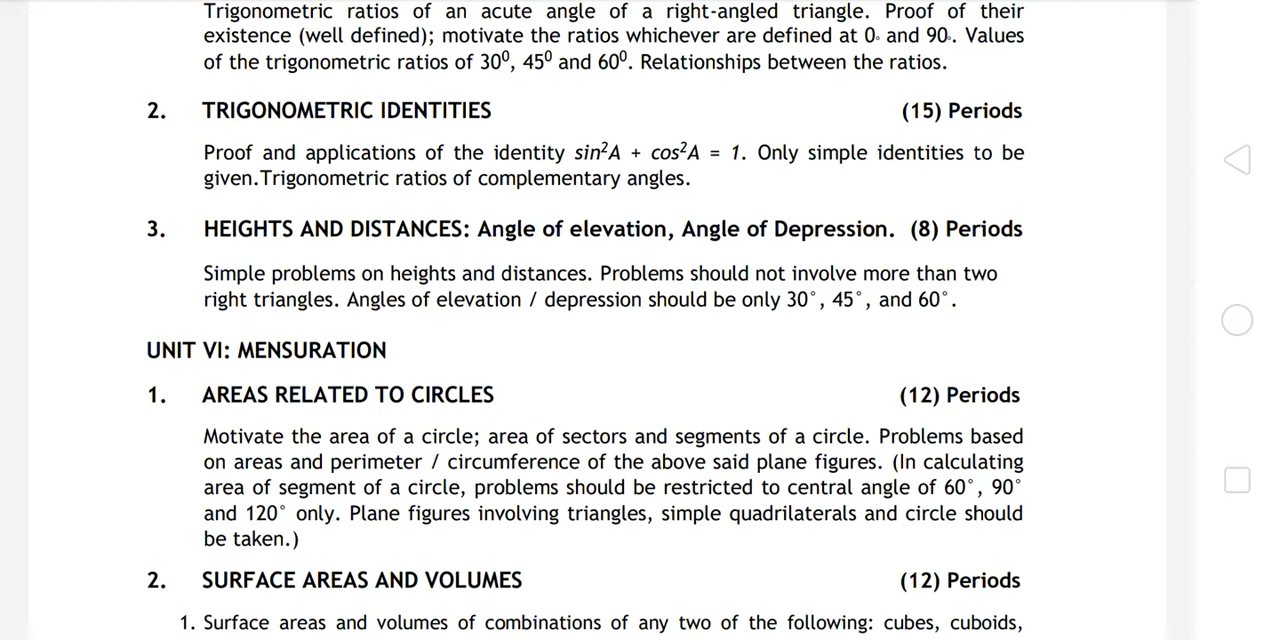 Trigonometric ratios of an acute angle of a right-angled triangle. Proof of their
existence (well defined); motivate the ratios whichever are defined at 0◦ and 90◦. Values
of the trigonometric ratios of 30⁰, 45⁰ and 60⁰. Relationships between the ratios.
2. TRIGONOMETRIC IDENTITIES (15) Periods
Proof and applications of the identity sin²A + cos²A = 1. Only simple identities to be
given.Trigonometric ratios of complementary angles.
3. HEIGHTS AND DISTANCES: Angle of elevation, Angle of Depression. (8) Periods
Simple problems on heights and distances. Problems should not involve more than two
right triangles. Angles of elevation / depression should be only 30°, 45°, and 60°.
UNIT VI: MENSURATION
1. AREAS RELATED TO CIRCLES (12) Periods
Motivate the area of a circle; area of sectors and segments of a circle. Problems based
on areas and perimeter / circumference of the above said plane figures. (In calculating
area of segment of a circle, problems should be restricted to central angle of 60°, 90°
and 120° only. Plane figures involving triangles, simple quadrilaterals and circle should
be taken.)
2. SURFACE AREAS AND VOLUMES (12) Periods
1. Surface areas and volumes of combinations of any two of the following: cubes, cuboids,